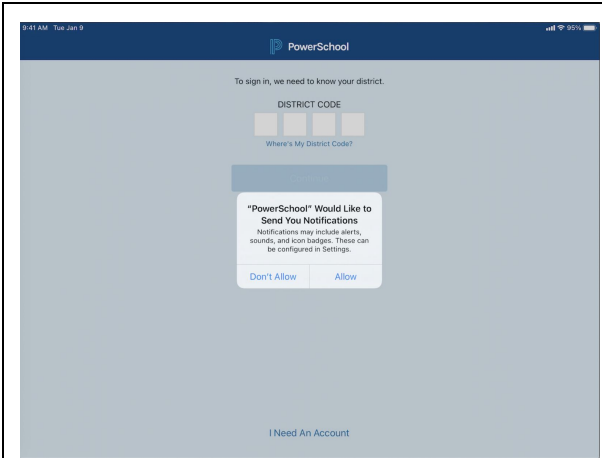 9:41 AM Tue Jan 9
95%
PowerSchool
To sign in, we need to know your district.
DISTRICT CODE
Where's My District Code?
"PowerSchool" Would Like to
Send You Notifications
Notifications may include alerts,
sounds, and icon badges. These can
be configured in Settings.
Don't Allow
Allow
I Need An Account